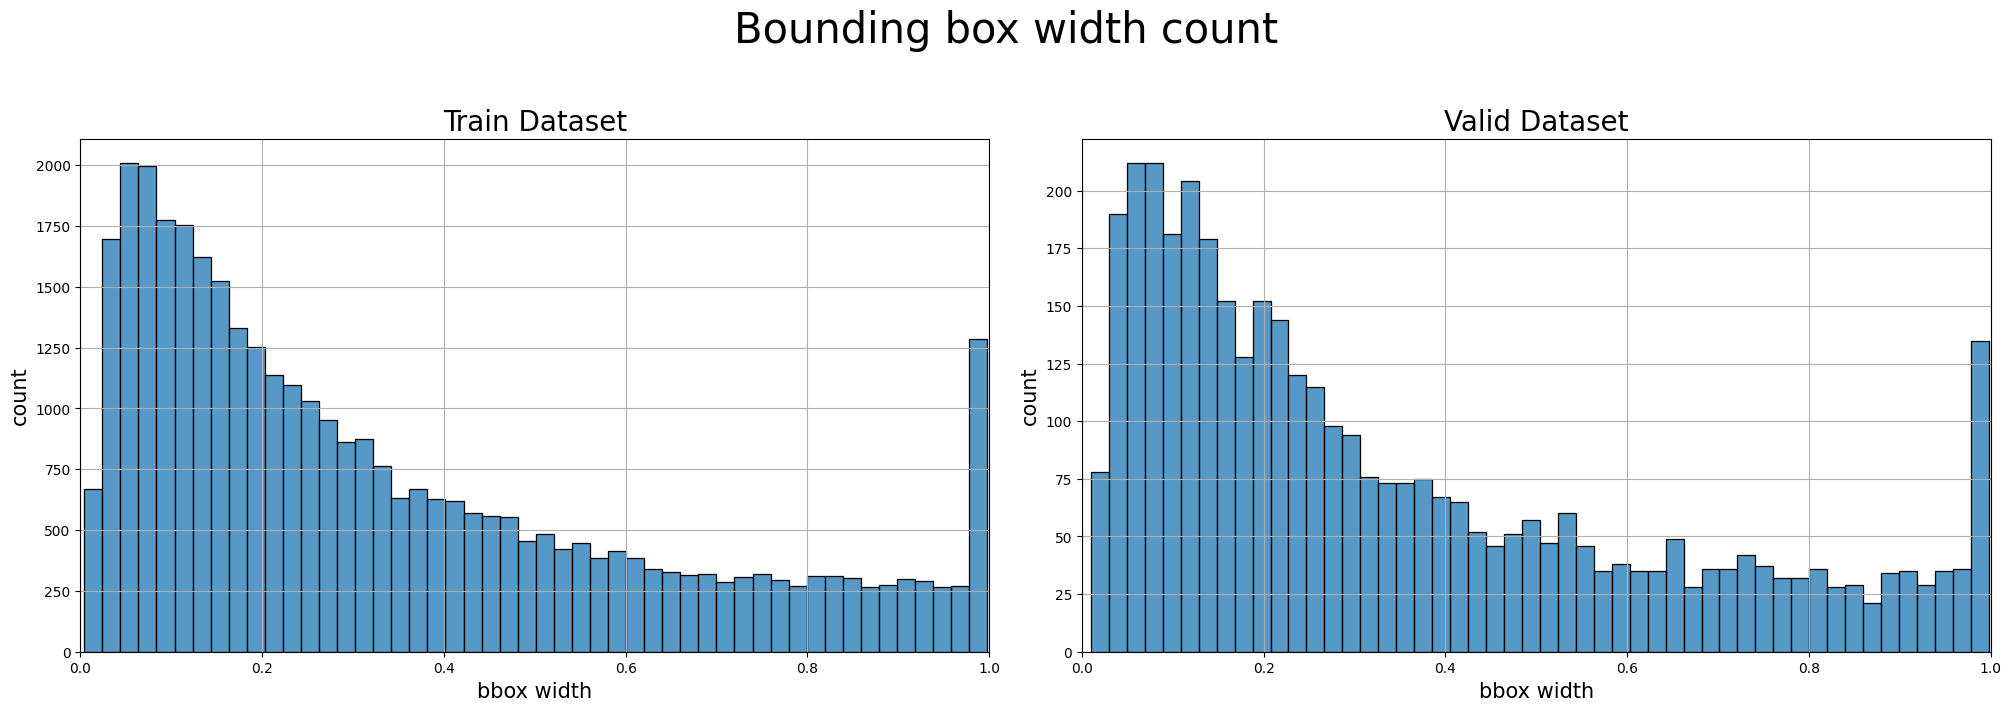 Bounding box width count
Train Dataset
2000
1750
1500
1250
1000
750
500
250
0
count
0.0 0.2 0.4 0.6 0.8 1.0
bbox width
Valid Dataset
200
175
150
125
100
75
50
25
0
count
0.0 0.2 0.4 0.6 0.8 1.0
bbox width